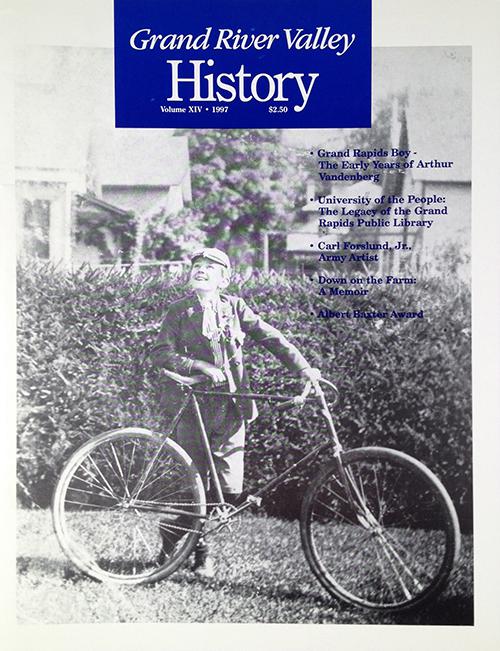 Grand River Valley
History
Volume XIV • 1997 $2.50
• Grand Rapids Boy -
The Early Years of Arthur
Vandenberg
• University of the People:
The Legacy of the Grand
Rapids Public Library
• Carl Forslund, Jr.,
Army Artist
• Down on the Farm:
A Memoir
• Albert Baxter Award